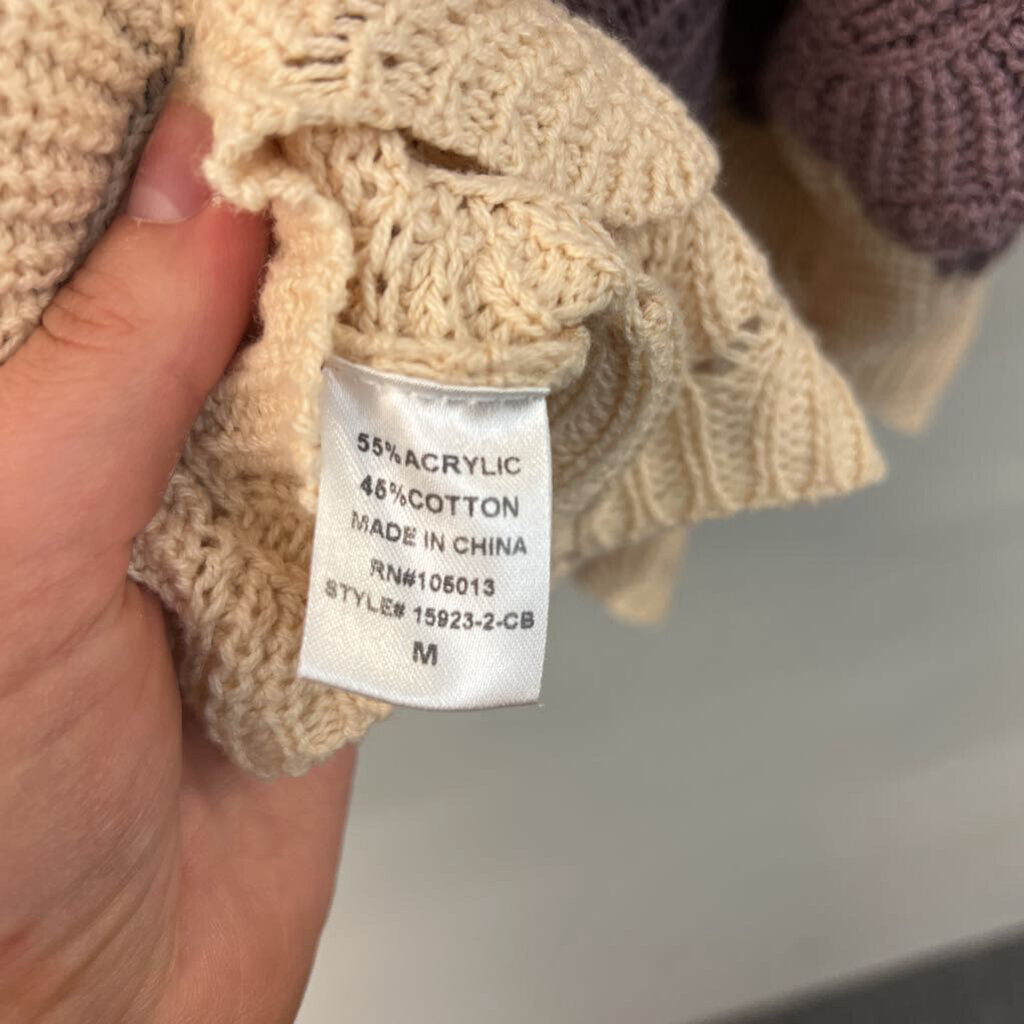 55%ACRYLIC
45%COTTON
MADE IN CHINA
RN#105013
STYLE# 15923-2-CB
M